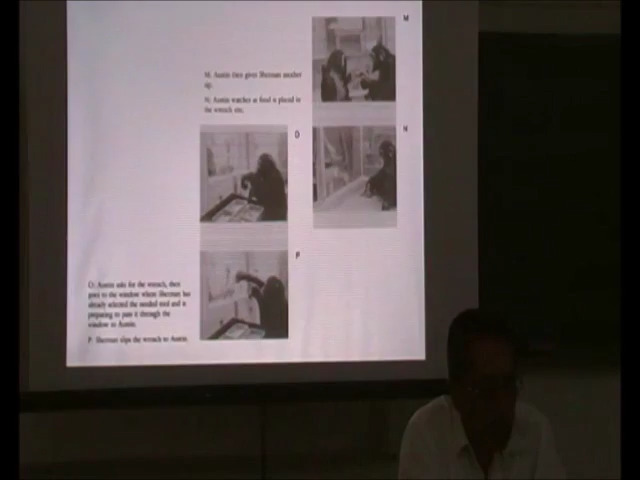 M
M: Austin then gives Sherman another
sip.
N: Austin watches as food is placed in
the wrench site.
O
N
P
O: Austin asks for the wrench, then
goes to the window where Sherman has
already selected the needed tool and is
preparing to pass it through the
window to Austin.
P: Sherman slips the wrench to Austin.